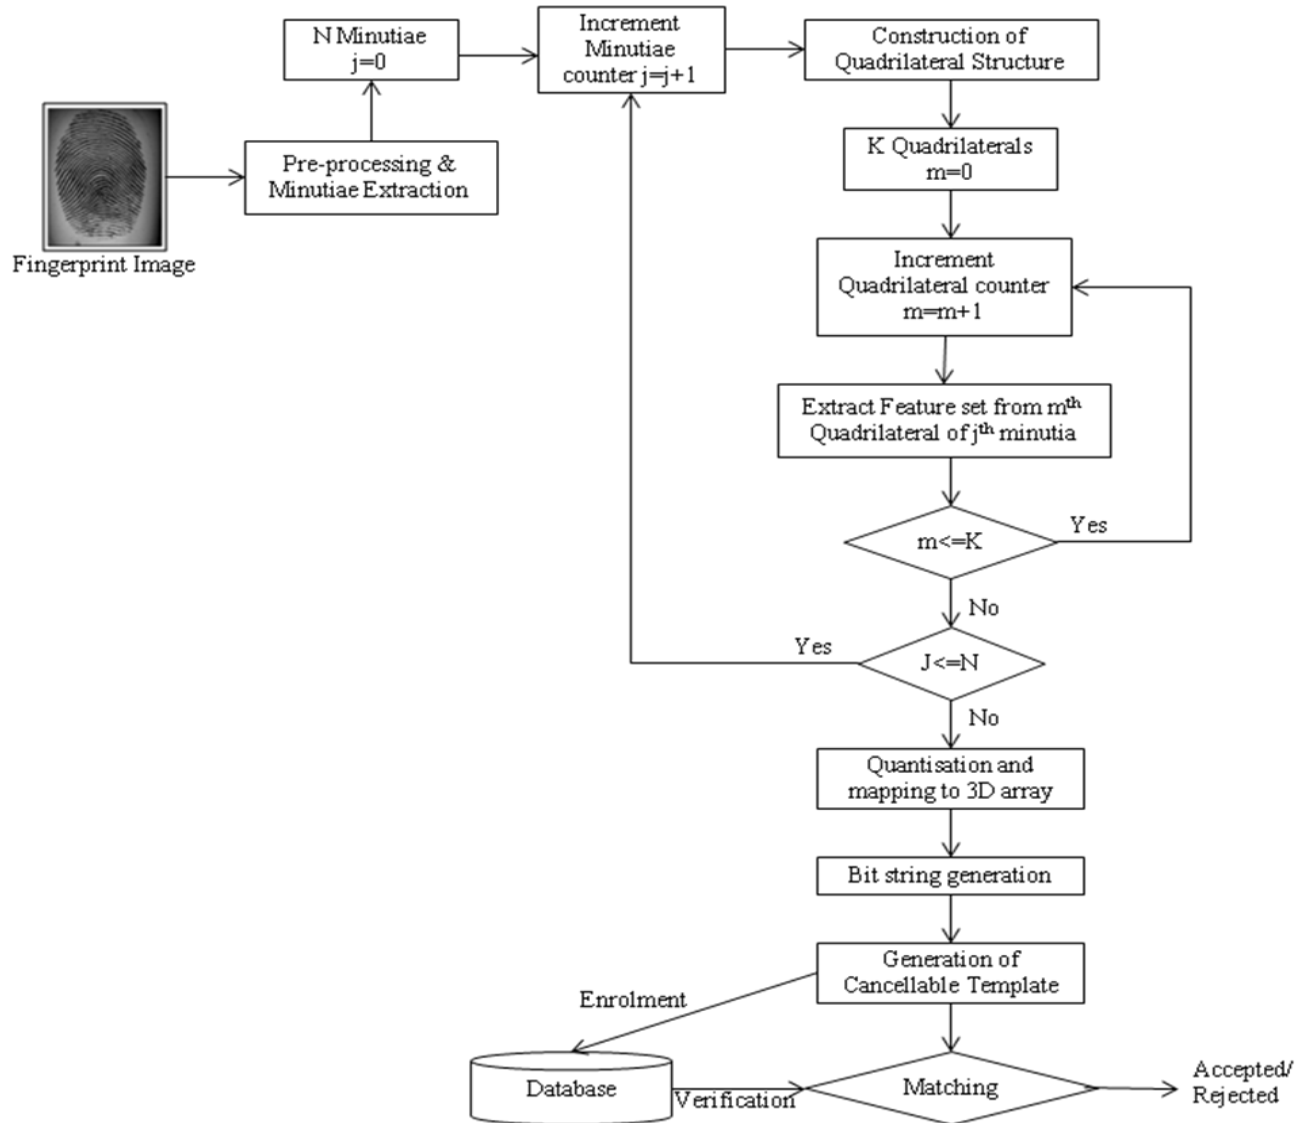 N Minutiae
j=0
Increment
Minutiae
counter j=j+1
Construction of
Quadrilateral Structure
Pre-processing &
Minutiae Extraction
Fingerprint Image
K Quadrilaterals
m=0
Increment
Quadrilateral counter
m=m+1
Extract Feature set from mth
Quadrilateral of jth minutia
m<=K
Yes
No
J<=N
Yes
No
Quantisation and
mapping to 3D array
Bit string generation
Generation of
Cancellable Template
Enrolment
Database
Verification
Matching
Accepted/
Rejected